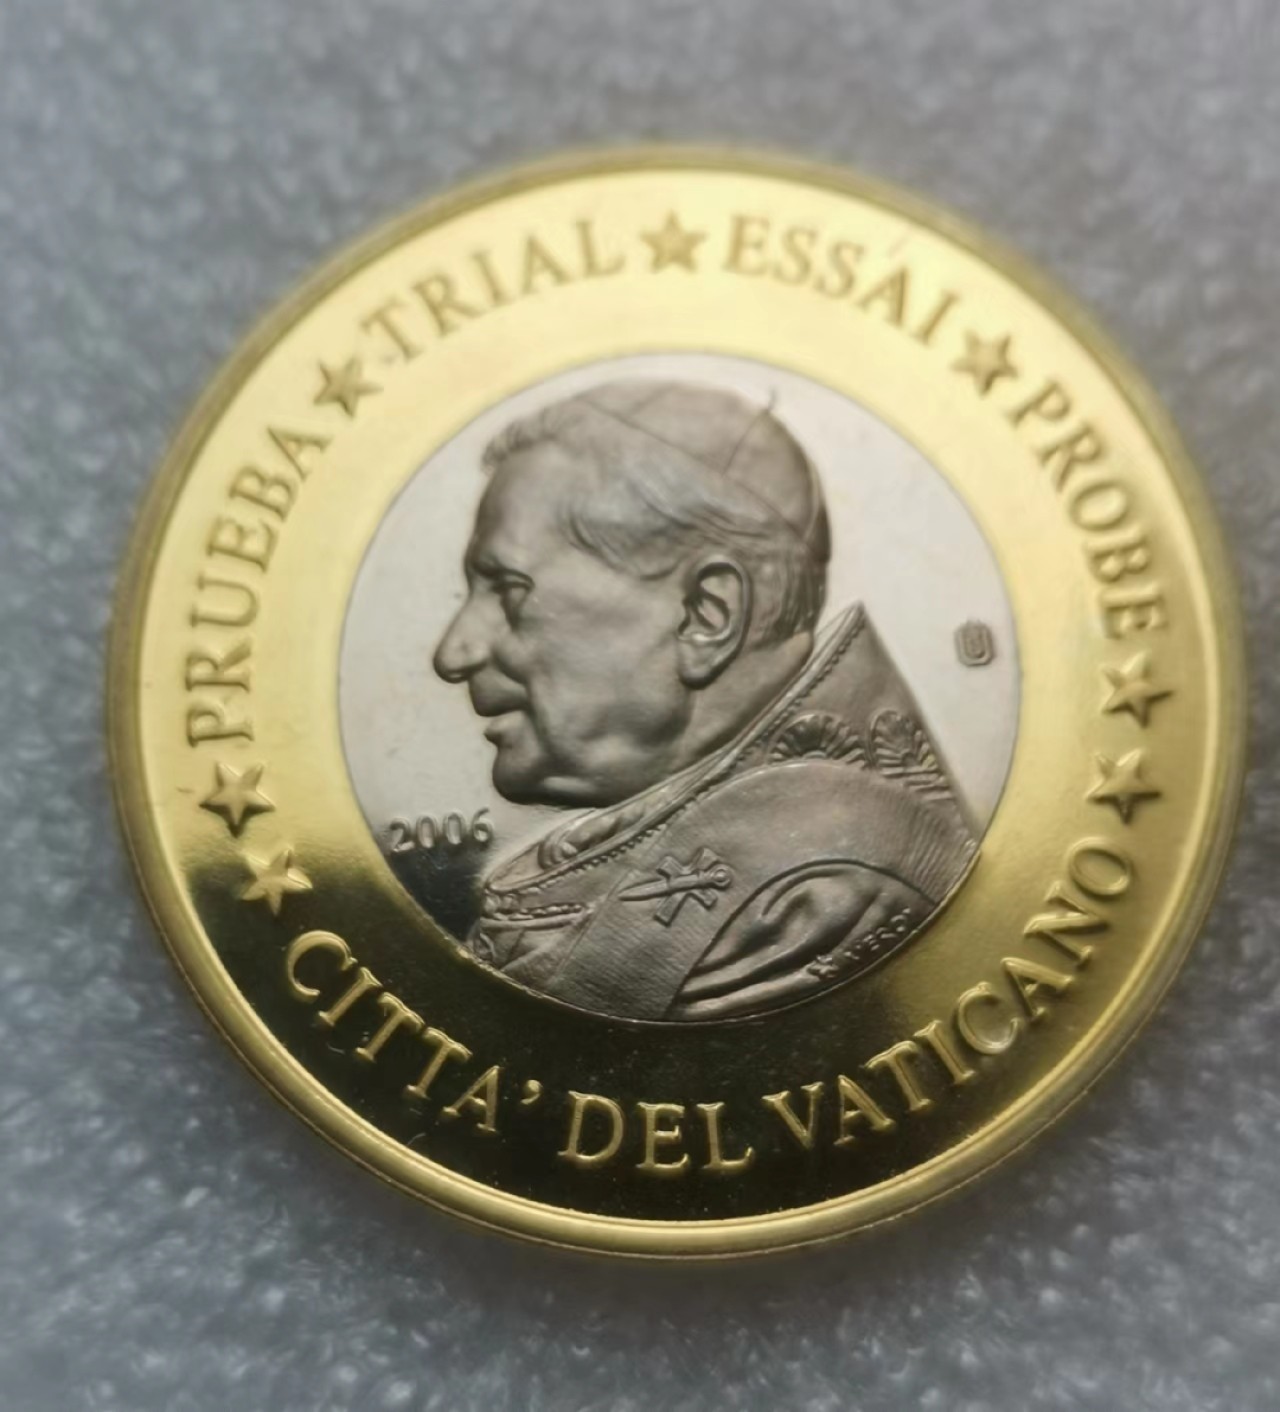 PRUEBA ★ TRIAL ★ ESSAI ★ PROBE
CITTA' DEL VATICANO
2006